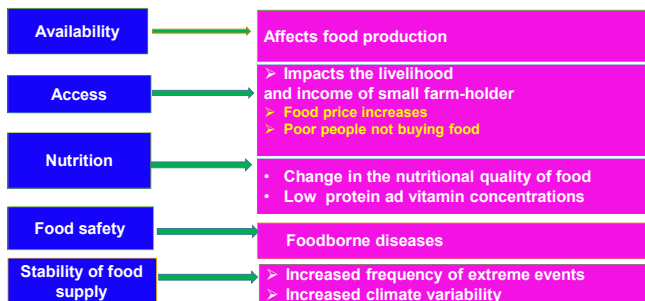 Availability
Affects food production
Access
➢ Impacts the livelihood
and income of small farm-holder
➢ Food price increases
➢ Poor people not buying food
Nutrition
• Change in the nutritional quality of food
• Low protein ad vitamin concentrations
Food safety
Foodborne diseases
Stability of food
supply
➢ Increased frequency of extreme events
➢ Increased climate variability